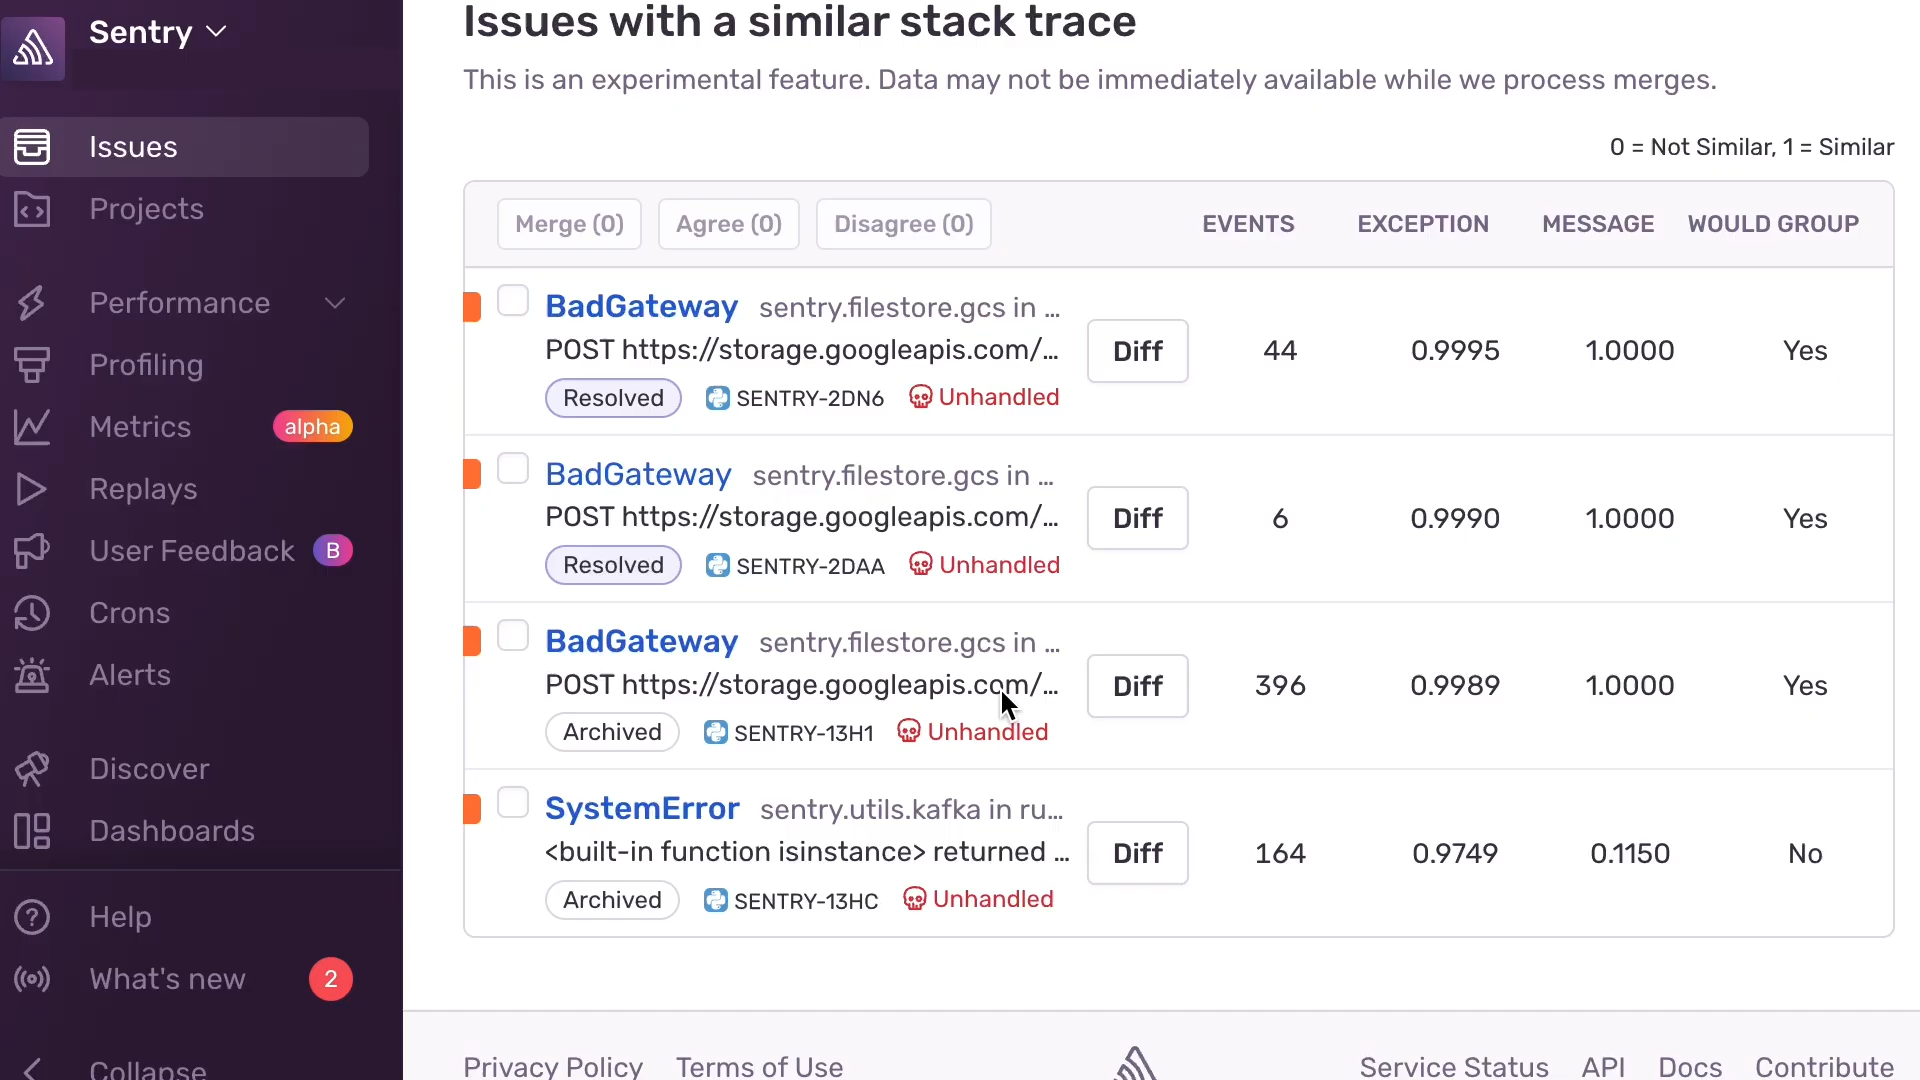 Sentry
Issues
Projects
Performance
Profiling
Metrics alpha
Replays
User Feedback B
Crons
Alerts
Discover
Dashboards
Help
What's new 2
Collapse
Issues with a similar stack trace
This is an experimental feature. Data may not be immediately available while we process merges.
0 = Not Similar, 1 = Similar
Merge (0) Agree (0) Disagree (0) EVENTS EXCEPTION MESSAGE WOULD GROUP
BadGateway sentry.filestore.gcs in ...
POST https://storage.googleapis.com/... Diff 44 0.9995 1.0000 Yes
Resolved SENTRY-2DN6 Unhandled
BadGateway sentry.filestore.gcs in ...
POST https://storage.googleapis.com/... Diff 6 0.9990 1.0000 Yes
Resolved SENTRY-2DAA Unhandled
BadGateway sentry.filestore.gcs in ...
POST https://storage.googleapis.com/... Diff 396 0.9989 1.0000 Yes
Archived SENTRY-13H1 Unhandled
SystemError sentry.utils.kafka in ru...
<built-in function isinstance> returned ... Diff 164 0.9749 0.1150 No
Archived SENTRY-13HC Unhandled
Privacy Policy Terms of Use Service Status API Docs Contribute